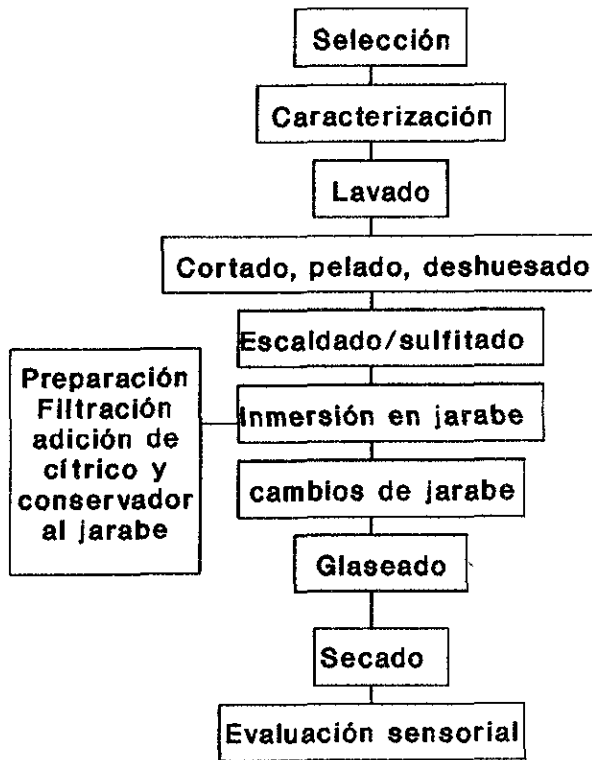 Selección
Caracterización
Lavado
Cortado, pelado, deshuesado
Escaldado/sulfitado
Preparación
Filtración
adición de
cítrico y
conservador
al jarabe
Inmersión en jarabe
cambios de jarabe
Glaseado
Secado
Evaluación sensorial